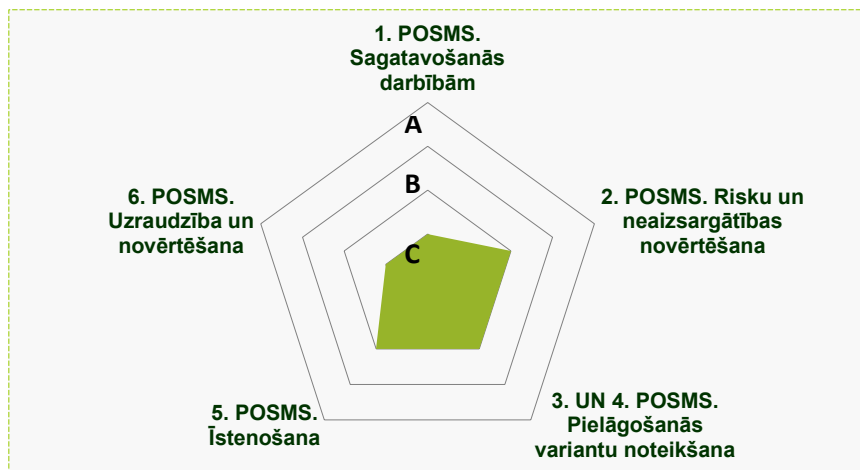 1. POSMS.
Sagatavošanās
darbībām
A
B
C
2. POSMS. Risku un
neaizsargātības
novērtēšana
3. UN 4. POSMS.
Pielāgošanās
variantu noteikšana
5. POSMS.
Īstenošana
6. POSMS.
Uzraudzība un
novērtēšana